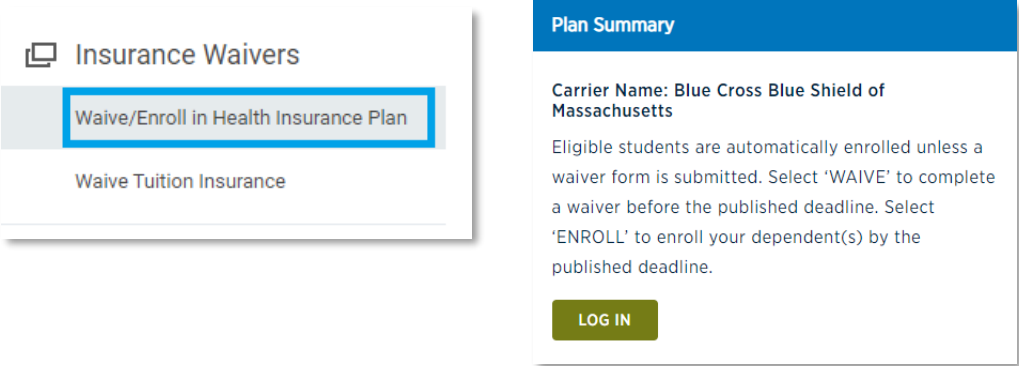 Insurance Waivers
Waive/Enroll in Health Insurance Plan
Waive Tuition Insurance
Plan Summary
Carrier Name: Blue Cross Blue Shield of
Massachusetts
Eligible students are automatically enrolled unless a
waiver form is submitted. Select ‘WAIVE’ to complete
a waiver before the published deadline. Select
‘ENROLL’ to enroll your dependent(s) by the
published deadline.
LOG IN